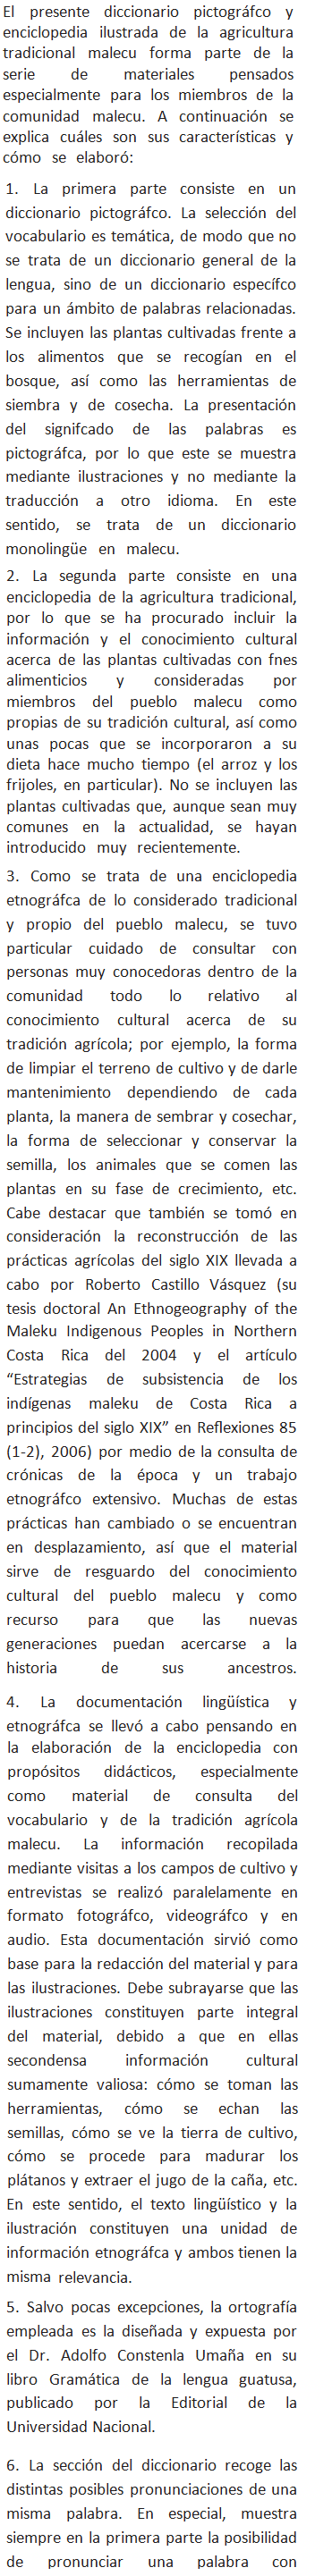 El presente diccionario pictográfco y
enciclopedia ilustrada de la agricultura
tradicional malecu forma parte de la
serie de materiales pensados
especialmente para los miembros de la
comunidad malecu. A continuación se
explica cuáles son sus características y
cómo se elaboró:
1. La primera parte consiste en un
diccionario pictográfco. La selección del
vocabulario es temática, de modo que no
se trata de un diccionario general de la
lengua, sino de un diccionario específco
para un ámbito de palabras relacionadas.
Se incluyen las plantas cultivadas frente a
los alimentos que se recogían en el
bosque, así como las herramientas de
siembra y de cosecha. La presentación
del signifcado de las palabras es
pictográfca, por lo que este se muestra
mediante ilustraciones y no mediante la
traducción a otro idioma. En este
sentido, se trata de un diccionario
monolingüe en malecu.
2. La segunda parte consiste en una
enciclopedia de la agricultura tradicional,
por lo que se ha procurado incluir la
información y el conocimiento cultural
acerca de las plantas cultivadas con fnes
alimenticios y consideradas por
miembros del pueblo malecu como
propias de su tradición cultural, así como
unas pocas que se incorporaron a su
dieta hace mucho tiempo (el arroz y los
frijoles, en particular). No se incluyen las
plantas cultivadas que, aunque sean muy
comunes en la actualidad, se hayan
introducido muy recientemente.
3. Como se trata de una enciclopedia
etnográfca de lo considerado tradicional
y propio del pueblo malecu, se tuvo
particular cuidado de consultar con
personas muy conocedoras dentro de la
comunidad todo lo relativo al
conocimiento cultural acerca de su
tradición agrícola; por ejemplo, la forma
de limpiar el terreno de cultivo y de darle
mantenimiento dependiendo de cada
planta, la manera de sembrar y cosechar,
la forma de seleccionar y conservar la
semilla, los animales que se comen las
plantas en su fase de crecimiento, etc.
Cabe destacar que también se tomó en
consideración la reconstrucción de las
prácticas agrícolas del siglo XIX llevada a
cabo por Roberto Castillo Vásquez (su
tesis doctoral An Ethnogeography of the
Maleku Indigenous Peoples in Northern
Costa Rica del 2004 y el artículo
“Estrategias de subsistencia de los
indígenas maleku de Costa Rica a
principios del siglo XIX” en Reflexiones 85
(1-2), 2006) por medio de la consulta de
crónicas de la época y un trabajo
etnográfco extensivo. Muchas de estas
prácticas han cambiado o se encuentran
en desplazamiento, así que el material
sirve de resguardo del conocimiento
cultural del pueblo malecu y como
recurso para que las nuevas
generaciones puedan acercarse a la
historia de sus ancestros.
4. La documentación lingüística y
etnográfca se llevó a cabo pensando en
la elaboración de la enciclopedia con
propósitos didácticos, especialmente
como material de consulta del
vocabulario y de la tradición agrícola
malecu. La información recopilada
mediante visitas a los campos de cultivo y
entrevistas se realizó paralelamente en
formato fotográfco, videográfco y en
audio. Esta documentación sirvió como
base para la redacción del material y para
las ilustraciones. Debe subrayarse que las
ilustraciones constituyen parte integral
del material, debido a que en ellas
secondensa información cultural
sumamente valiosa: cómo se toman las
herramientas, cómo se echan las
semillas, cómo se ve la tierra de cultivo,
cómo se procede para madurar los
plátanos y extraer el jugo de la caña, etc.
En este sentido, el texto lingüístico y la
ilustración constituyen una unidad de
información etnográfca y ambos tienen la
misma relevancia.
5. Salvo pocas excepciones, la ortografía
empleada es la diseñada y expuesta por
el Dr. Adolfo Constenla Umaña en su
libro Gramática de la lengua guatusa,
publicado por la Editorial de la
Universidad Nacional.
6. La sección del diccionario recoge las
distintas posibles pronunciaciones de una
misma palabra. En especial, muestra
siempre en la primera parte la posibilidad
de pronunciar una palabra con